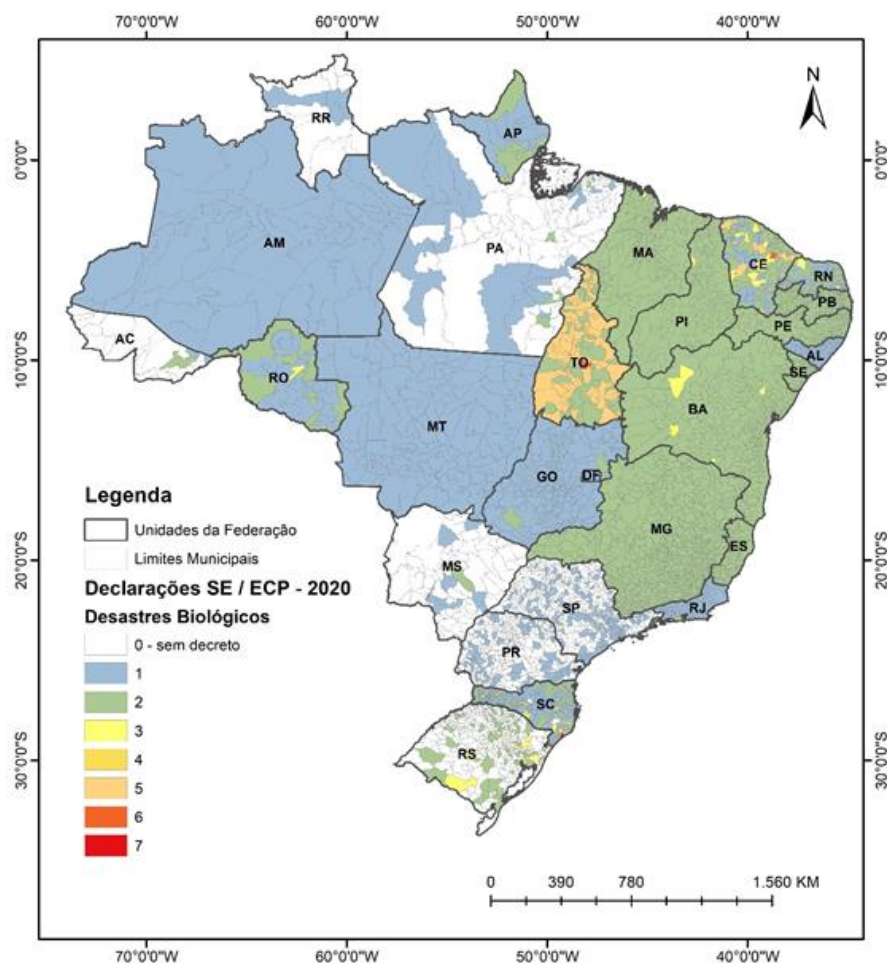 70°0'0"W 60°0'0"W 50°0'0"W 40°0'0"W
N
RR
AP
0°0'0" 0°0'0"
AM
PA
MA
CE
RN
PB
PI
PE
AC
AL
TO
SE
10°0'0"S 10°0'0"S
RO
BA
MT
GO
DF
Legenda
Unidades da Federação
Limites Municipais
MG
ES
20°0'0"S 20°0'0"S
MS
Declarações SE / ECP - 2020
SP
RJ
Desastres Biológicos
0 - sem decreto
PR
1
2
SC
3
4
RS
30°0'0"S 30°0'0"S
5
6
7
0 390 780 1.560 KM
70°0'0"W 60°0'0"W 50°0'0"W 40°0'0"W